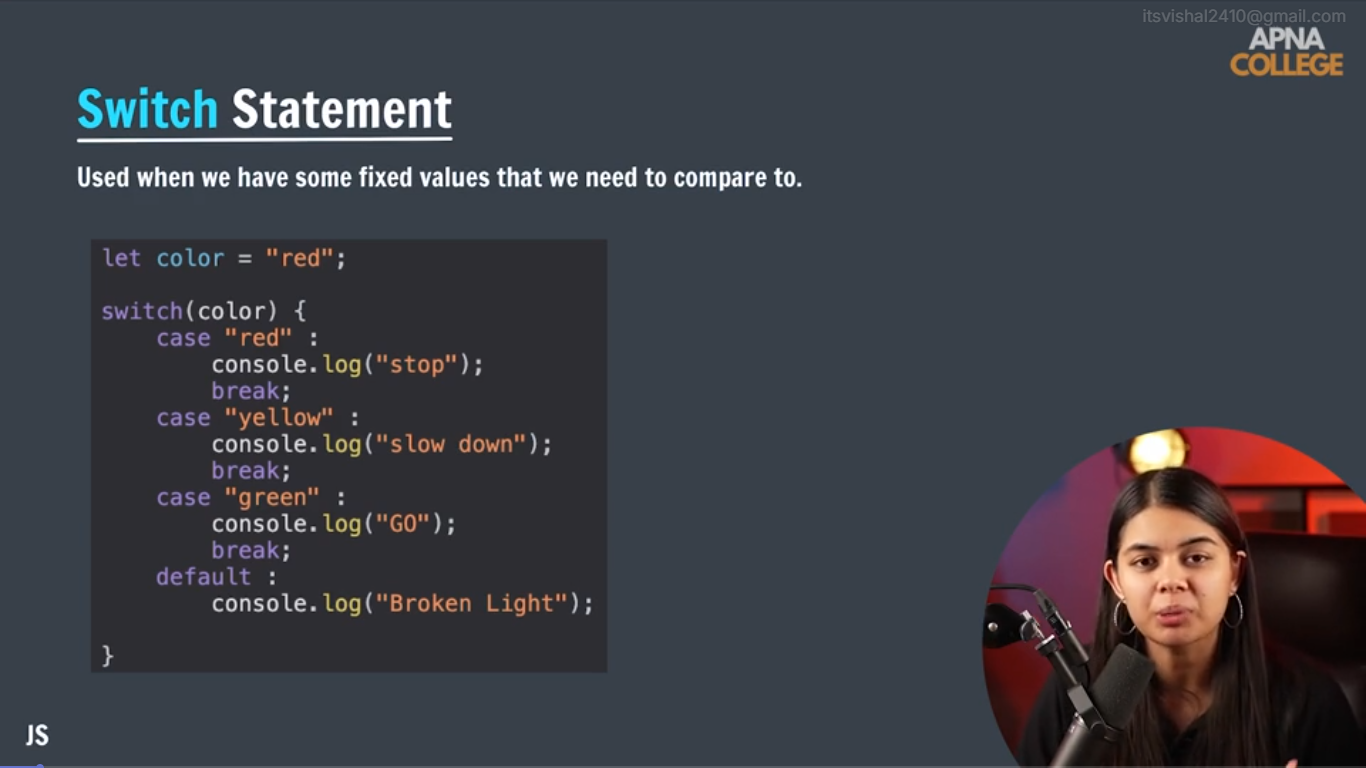 itsvishal2410@gmail.com
APNA
COLLEGE
Switch Statement
Used when we have some fixed values that we need to compare to.
let color = "red";
switch(color) {
    case "red" :
        console.log("stop");
        break;
    case "yellow" :
        console.log("slow down");
        break;
    case "green" :
        console.log("GO");
        break;
    default :
        console.log("Broken Light");
}
JS